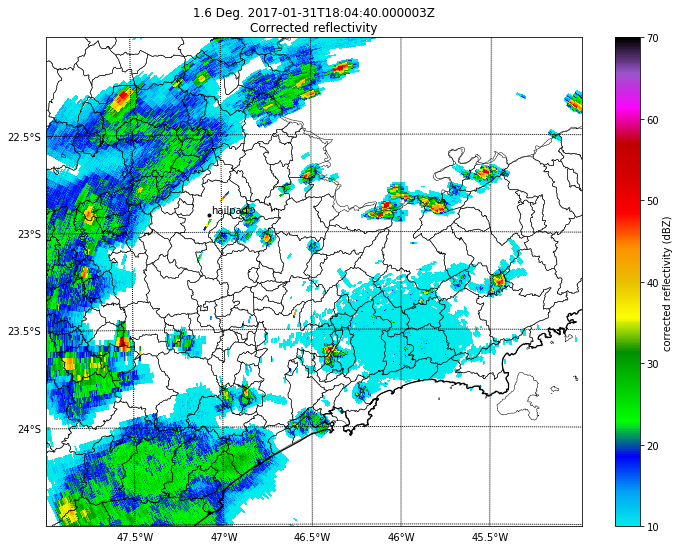 1.6 Deg. 2017-01-31T18:04:40.000003Z
Corrected reflectivity
22.5°S
23°S
23.5°S
24°S
47.5°W
47°W
46.5°W
46°W
45.5°W
hailpads
70
60
50
40
30
20
10
corrected reflectivity (dBZ)